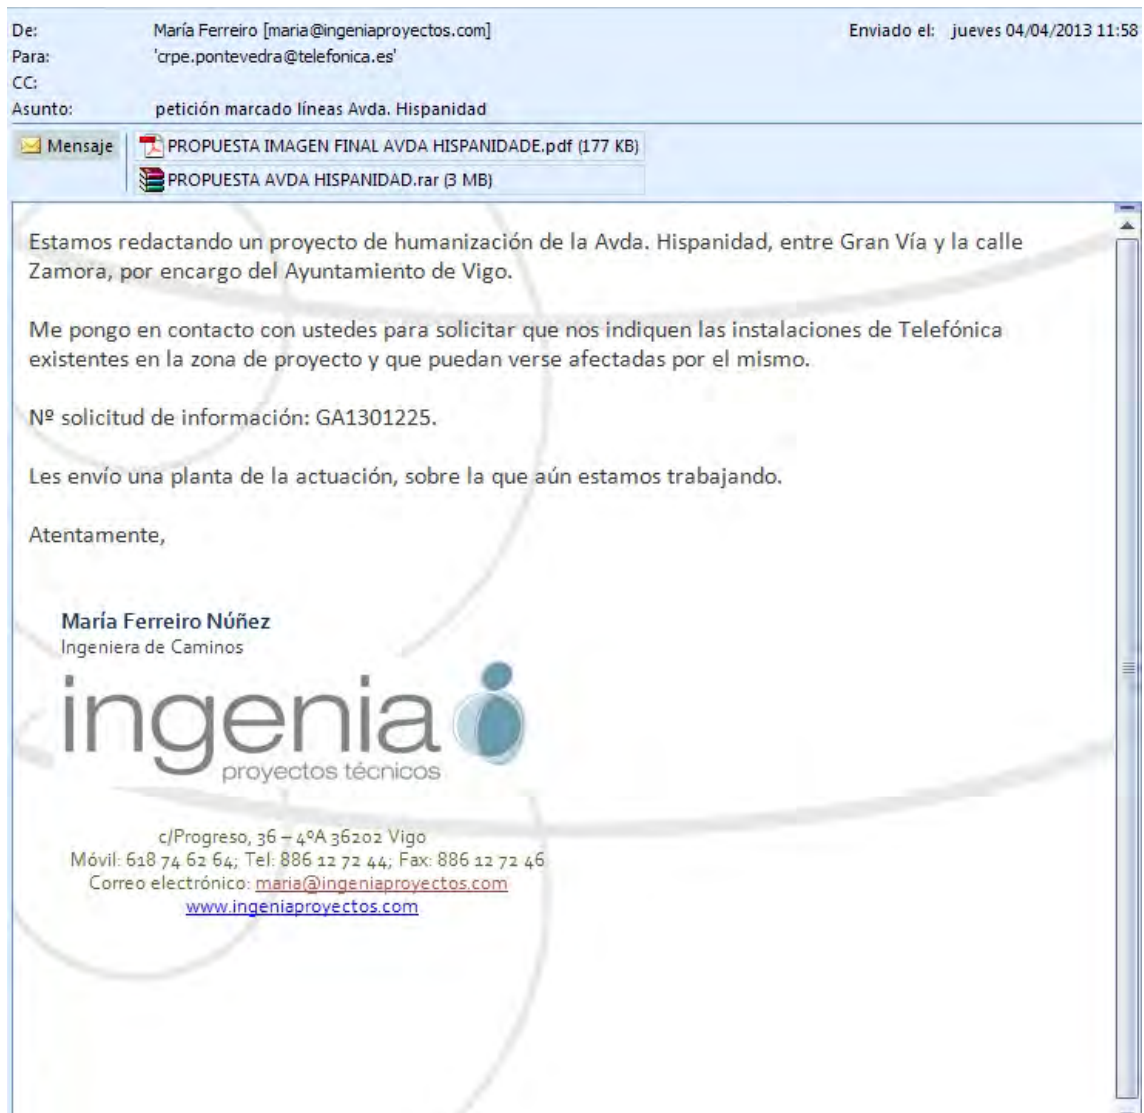 De: María Ferreiro [maria@ingeniaproyectos.com] Enviado el: jueves 04/04/2013 11:58
Para: 'crpe.pontevedra@telefonica.es'
CC:
Asunto: petición marcado líneas Avda. Hispanidad
Mensaje PROPUESTA IMAGEN FINAL AVDA HISPANIDADE.pdf (177 KB)
PROPUESTA AVDA HISPANIDAD.rar (3 MB)
Estamos redactando un proyecto de humanización de la Avda. Hispanidad, entre Gran Vía y la calle
Zamora, por encargo del Ayuntamiento de Vigo.
Me pongo en contacto con ustedes para solicitar que nos indiquen las instalaciones de Telefónica
existentes en la zona de proyecto y que puedan verse afectadas por el mismo.
Nº solicitud de información: GA1301225.
Les envío una planta de la actuación, sobre la que aún estamos trabajando.
Atentamente,
María Ferreiro Núñez
Ingeniera de Caminos
ingenia
proyectos técnicos
c/Progreso, 36 – 4ºA 36202 Vigo
Móvil: 618 74 62 64; Tel: 886 12 72 44; Fax: 886 12 72 46
Correo electrónico: maria@ingeniaproyectos.com
www.ingeniaproyectos.com